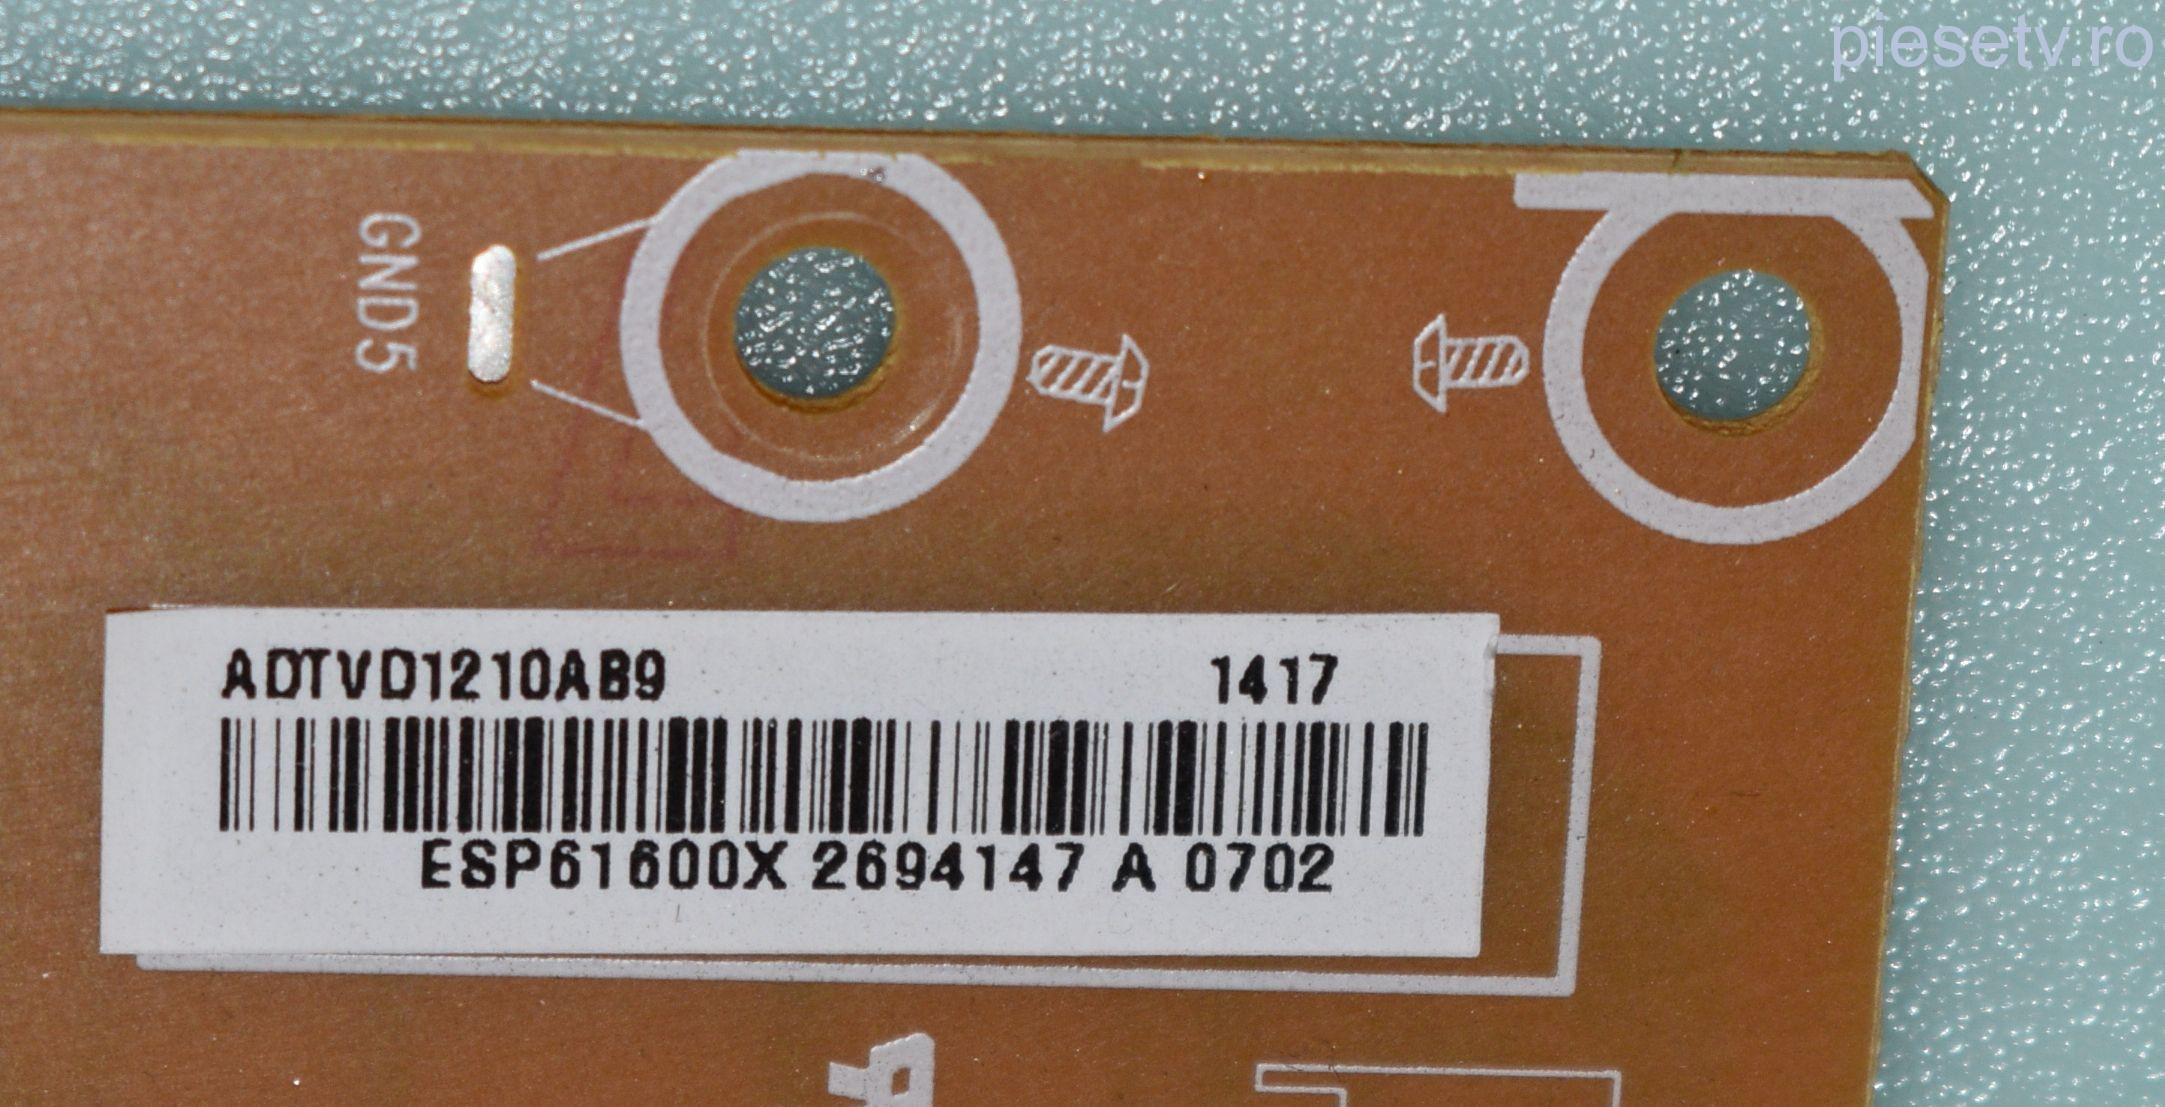 piesetv.ro
GND5
ADTVD1210AB9 1417
ESP61600X 2694147 A 0702